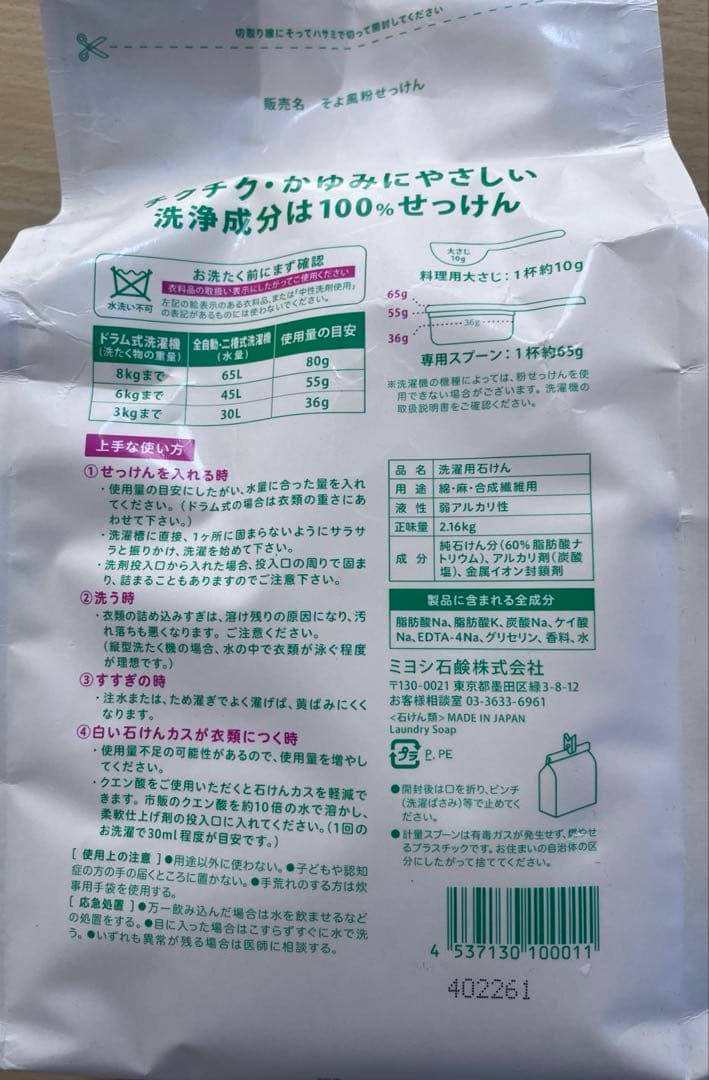 切取り線にそってハサミで切って開封してください
販売名 そよ風粉せっけん
チクチク・かゆみにやさしい
洗浄成分は100%せっけん
水洗い不可
お洗たく前にまず確認
衣料品の取扱い表示にしたがってご使用ください
左記の絵表示のある衣料品、または「中性洗剤使用」
の表記があるものには使わないでください。
ドラム式洗濯機 (洗たく物の重量) 全自動・二槽式洗濯機 (水量) 使用量の目安
8kgまで 65L 80g
6kgまで 45L 55g
3kgまで 30L 36g
大さじ
10g
料理用大さじ:1杯約10g
65g
55g
36g
36g
専用スプーン:1杯約65g
※洗濯機の機種によっては、粉せっけんを使
用できない場合がございます。洗濯機の
取扱説明書をご確認ください。
上手な使い方
①せっけんを入れる時
・使用量の目安にしたがい、水量に合った量を入れ
てください。(ドラム式の場合は衣類の重さにあ
わせて下さい。)
・洗濯槽に直接、1ヶ所に固まらないようにサラサ
ラと振りかけ、洗濯を始めて下さい。
・洗剤投入口から入れた場合、投入口の周りで固ま
り、詰まることもありますのでご注意下さい。
②洗う時
・衣類の詰め込みすぎは、溶け残りの原因になり、汚
れ落ちも悪くなります。ご注意ください。
(縦型洗たく機の場合、水の中で衣類が泳ぐ程度
が理想です。)
③すすぎの時
・注水または、ため濯ぎでよく濯げば、黄ばみにくく
なります。
④白い石けんカスが衣類につく時
・使用量不足の可能性があるので、使用量を増やし
てください。
・クエン酸をご使用いただくと石けんカスを軽減で
きます。市販のクエン酸を約10倍の水で溶かし、
柔軟仕上げ剤の投入口に入れてください。(1回の
お洗濯で30ml程度が目安です。)
[ 使用上の注意 ]●用途以外に使わない。●子どもや認知
症の方の手の届くところに置かない。●手荒れのする方は炊
事用手袋を使用する。
[ 応急処置 ]●万一飲み込んだ場合は水を飲ませるなど
の処置をする。●目に入った場合はこすらずすぐに水で洗
う。●いずれも異常が残る場合は医師に相談する。
品 名 洗濯用石けん
用 途 綿・麻・合成繊維用
液 性 弱アルカリ性
正味量 2.16kg
成 分 純石けん分(60%脂肪酸ナ
トリウム)、アルカリ剤(炭酸
塩)、金属イオン封鎖剤
製品に含まれる全成分
脂肪酸Na、脂肪酸K、炭酸Na、ケイ酸
Na、EDTA-4Na、グリセリン、香料、水
ミヨシ石鹸株式会社
〒130-0021 東京都墨田区緑3-8-12
お客様相談室 03-3633-6961
<石けん類> MADE IN JAPAN
Laundry Soap
プラ P, PE
●開封後は口を折り、ピンチ
(洗濯ばさみ)等で止めてく
ださい。
●計量スプーンは有毒ガスが発生せず、燃やせ
るプラスチックです。お住まいの自治体の区
分にしたがって捨ててください。
4 537130 100011
402261